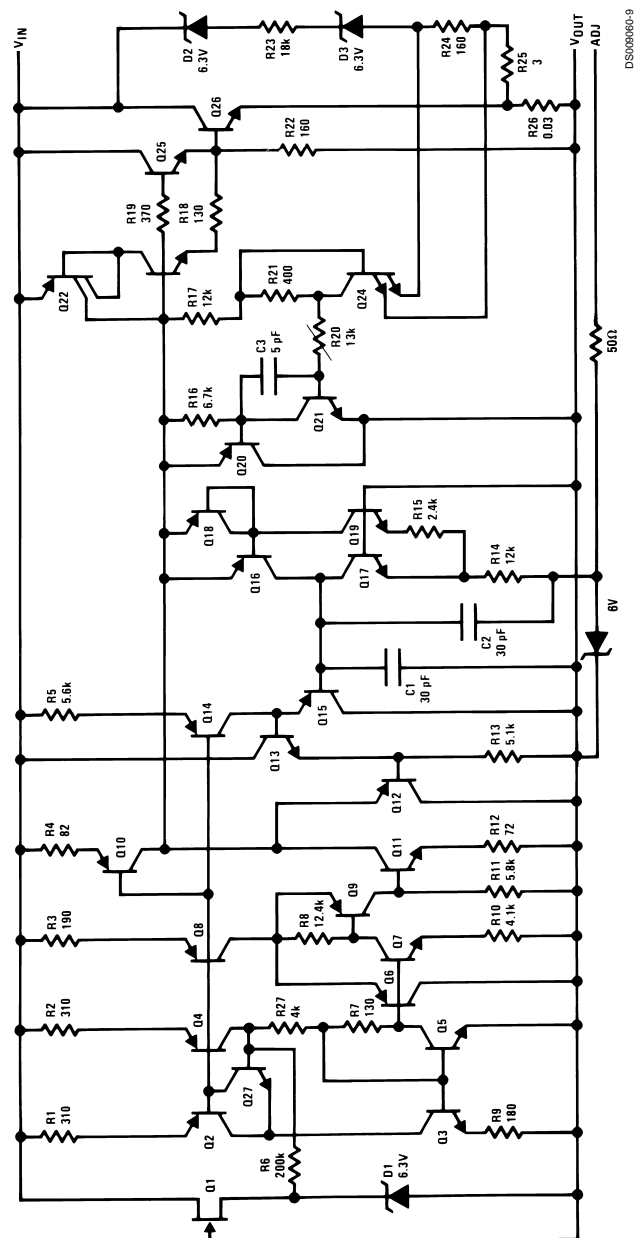 VIN
Q1
R1
310
Q2
R2
310
Q4
Q27
R27
4k
R6
200k
D1
6.3V
R7
130
Q3
Q5
R9
180
R3
190
Q8
R8
12.4k
Q9
Q6
Q7
R10
4.1k
R11
5.8k
R4
82
Q10
Q11
R12
72
Q12
R13
5.1k
R5
5.6k
Q14
Q13
Q15
C1
30 pF
C2
30 pF
Q18
Q16
Q19
Q17
R15
2.4k
R14
12k
R16
6.7k
C3
5 pF
Q20
Q21
R20
13k
Q22
R17
12k
R21
400
Q24
R19
370
R18
130
Q25
Q26
R22
160
D2
6.3V
R23
18k
D3
6.3V
R24
160
R25
3
R26
0.03
VOUT
ADJ
50Ω
6V
DS009060-9